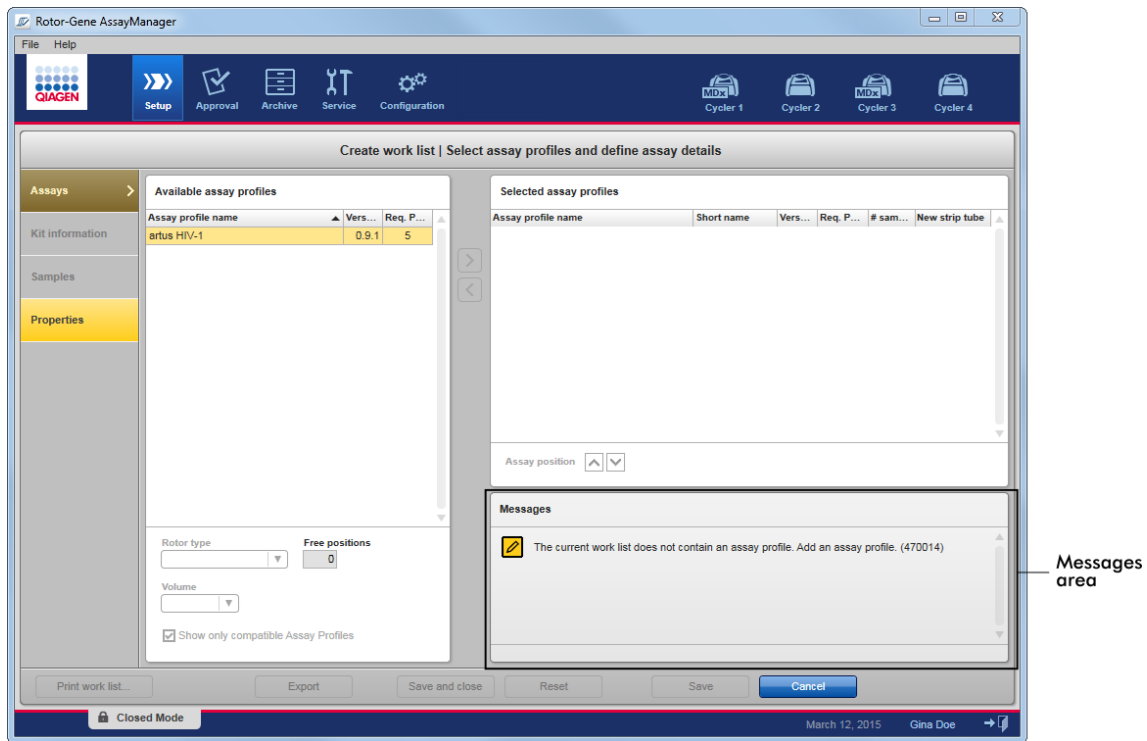 Rotor-Gene AssayManager
File Help
QIAGEN
Setup Approval Archive Service Configuration
MDx MDx
Cycler 1 Cycler 2 Cycler 3 Cycler 4
Create work list | Select assay profiles and define assay details
Assays
Kit information
Samples
Properties
Available assay profiles
Assay profile name Vers... Req. P...
artus HIV-1 0.9.1 5
Rotor type Free positions
0
Volume
Show only compatible Assay Profiles
Selected assay profiles
Assay profile name Short name Vers... Req. P... # sam... New strip tube
Assay position
Messages
The current work list does not contain an assay profile. Add an assay profile. (470014)
Messages
area
Print work list... Export Save and close Reset Save Cancel
Closed Mode
March 12, 2015 Gina Doe